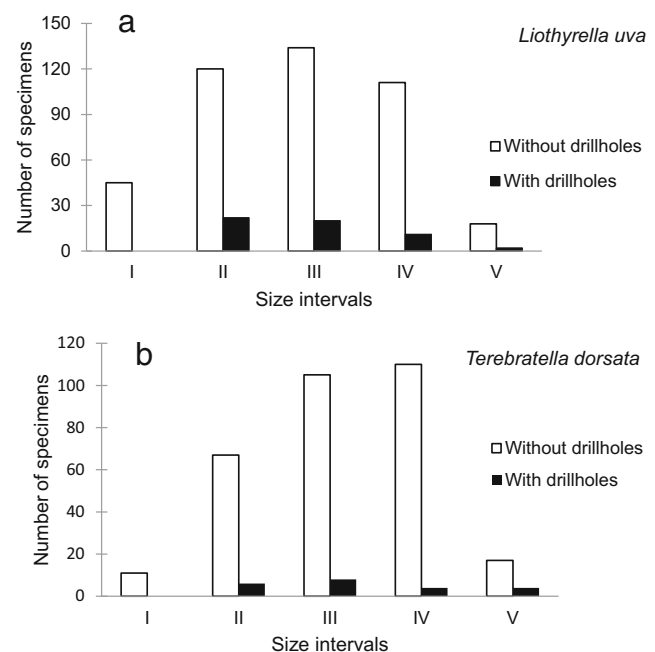 a
Liothyrella uva
Number of specimens
150
120
90
60
30
0
Without drillholes
With drillholes
I II III IV V
Size intervals
b
Terebratella dorsata
Number of specimens
120
100
80
60
40
20
0
Without drillholes
With drillholes
I II III IV V
Size intervals